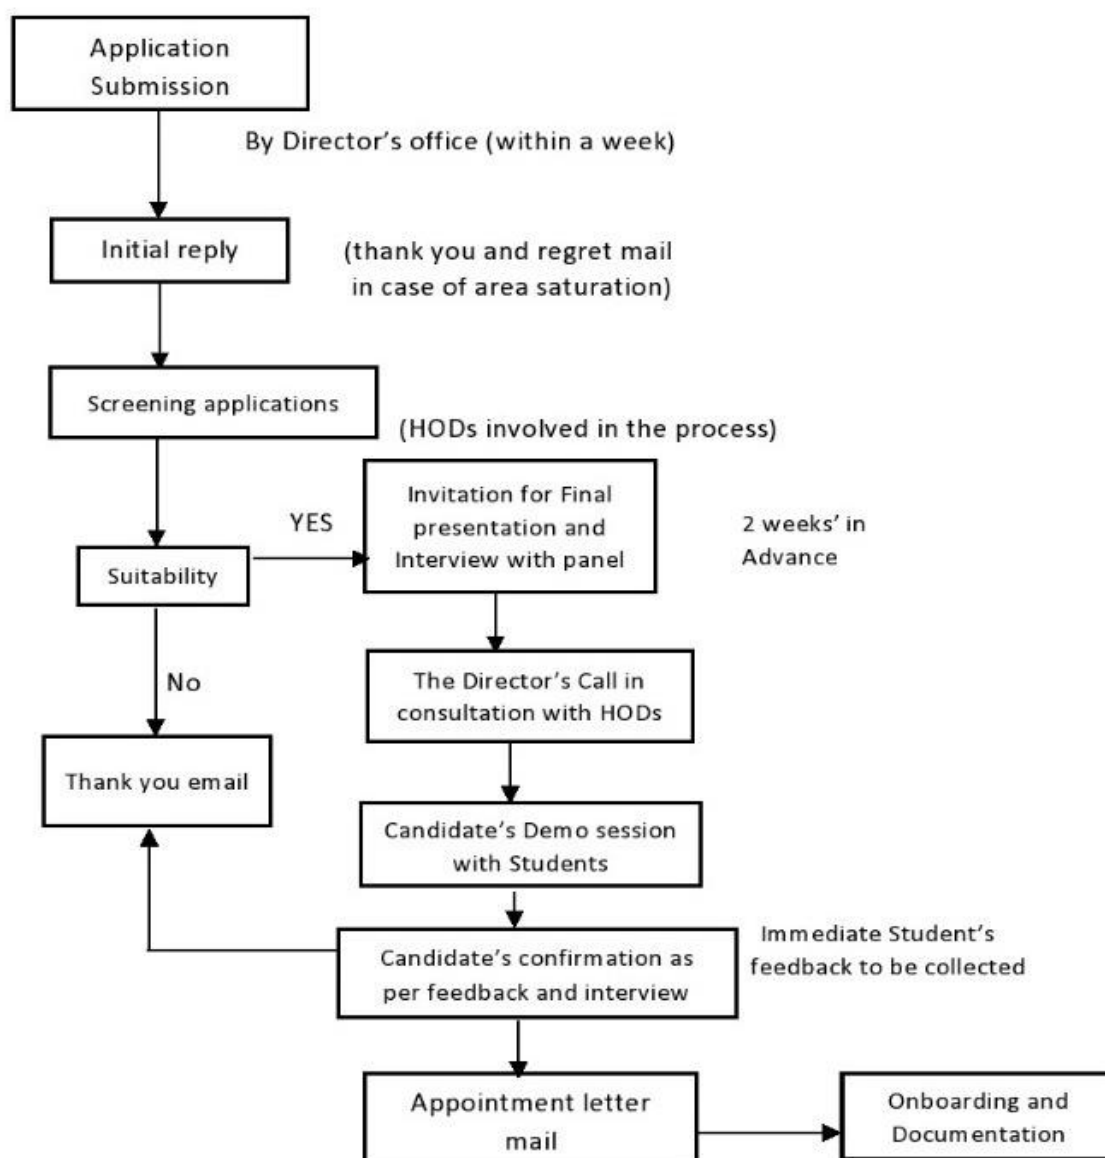 Application
Submission
By Director’s office (within a week)
Initial reply
(thank you and regret mail
in case of area saturation)
Screening applications
(HODs involved in the process)
Invitation for Final
presentation and
Interview with panel
2 weeks’ in
Advance
YES
Suitability
No
The Director’s Call in
consultation with HODs
Thank you email
Candidate’s Demo session
with Students
Candidate’s confirmation as
per feedback and interview
Immediate Student’s
feedback to be collected
Appointment letter
mail
Onboarding and
Documentation